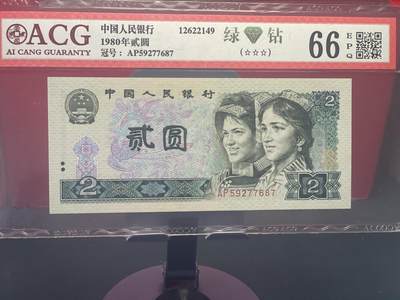 ACG
AI CANG GUARANTY
中国人民银行 12622149
1980年贰圆
冠号: AP59277687
绿 钻
(☆☆☆)
66 EPQ
中国人民银行
2
贰圆
2
2
AP59277687